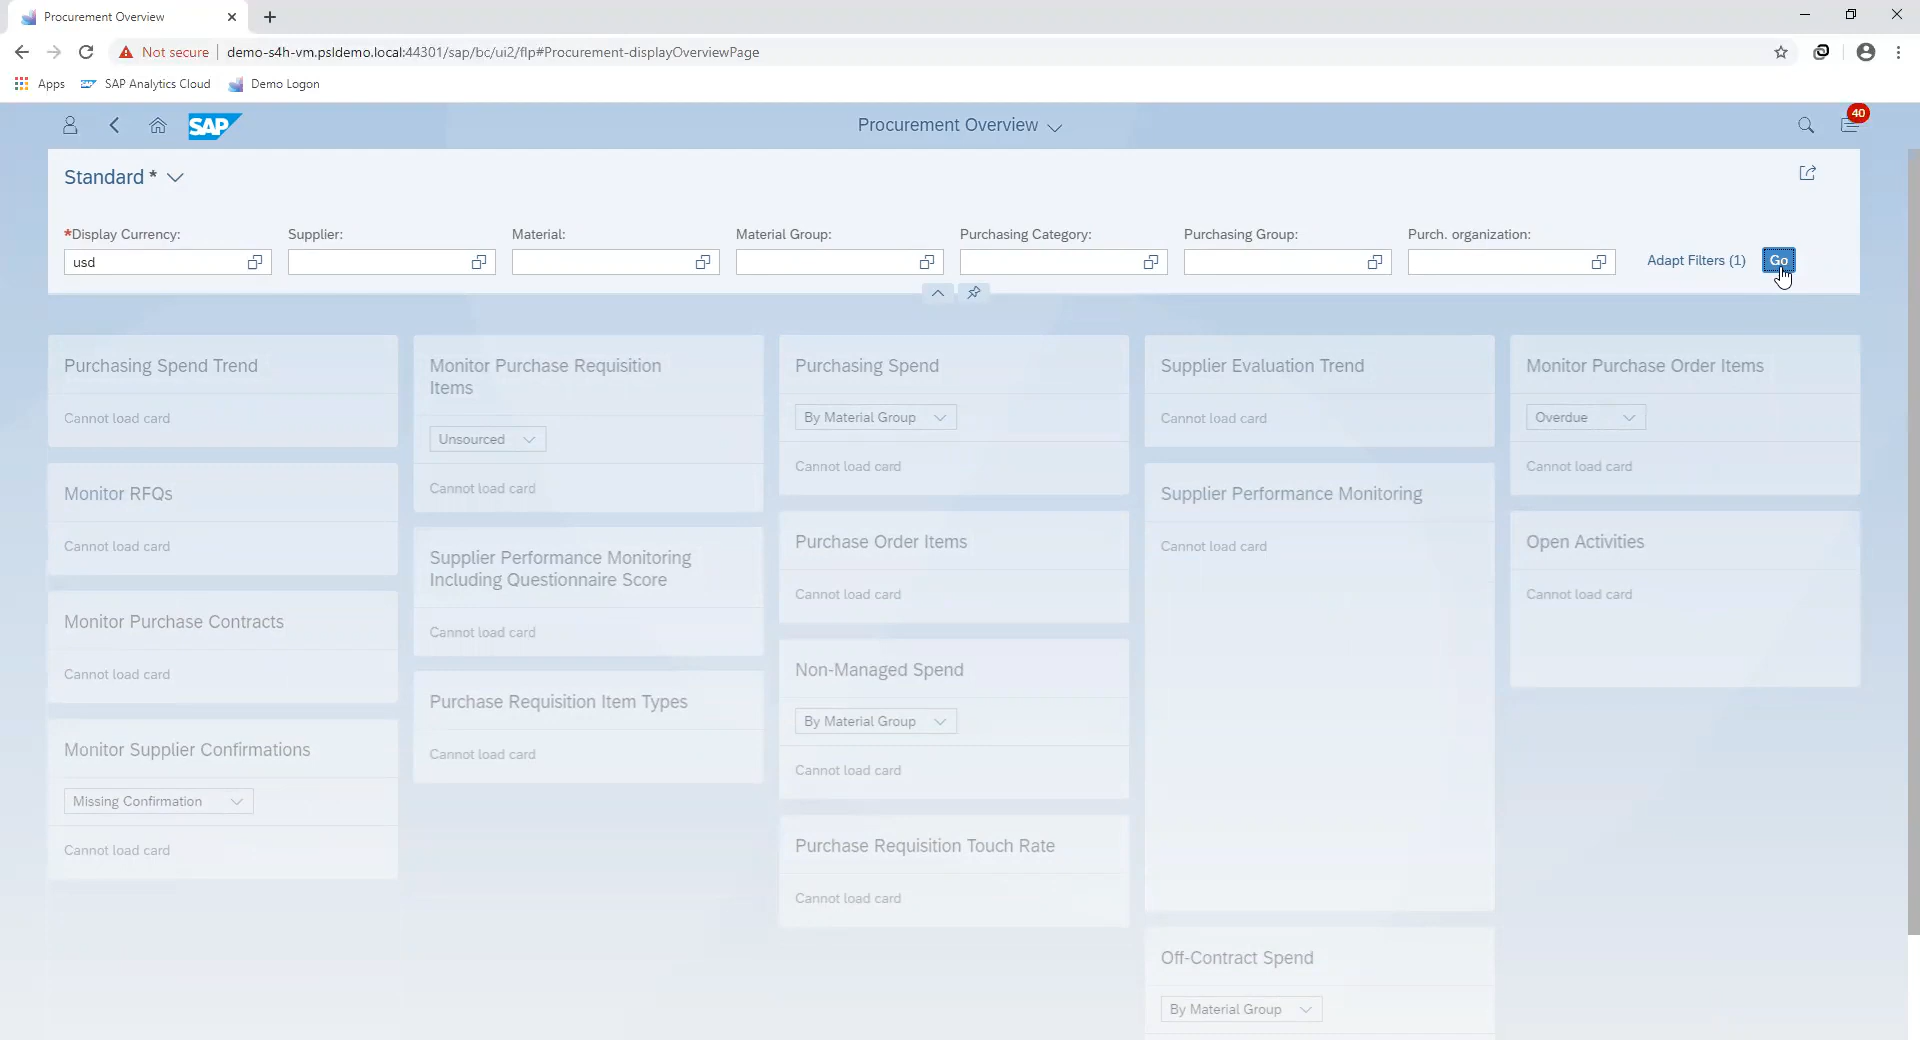 Procurement Overview
Not secure
demo-s4h-vm.psldemo.local:44301/sap/bc/ui2/flp#Procurement-displayOverviewPage
Apps
SAP Analytics Cloud
Demo Logon
SAP
Procurement Overview
40
Standard *
*Display Currency:
Supplier:
Material:
Material Group:
Purchasing Category:
Purchasing Group:
Purch. organization:
usd
Adapt Filters (1)
Go
Purchasing Spend Trend
Cannot load card
Monitor RFQs
Cannot load card
Monitor Purchase Contracts
Cannot load card
Monitor Supplier Confirmations
Missing Confirmation
Cannot load card
Monitor Purchase Requisition
Items
Unsourced
Cannot load card
Supplier Performance Monitoring
Including Questionnaire Score
Cannot load card
Purchase Requisition Item Types
Cannot load card
Purchasing Spend
By Material Group
Cannot load card
Purchase Order Items
Cannot load card
Non-Managed Spend
By Material Group
Cannot load card
Purchase Requisition Touch Rate
Cannot load card
Supplier Evaluation Trend
Cannot load card
Supplier Performance Monitoring
Cannot load card
Off-Contract Spend
By Material Group
Monitor Purchase Order Items
Overdue
Cannot load card
Open Activities
Cannot load card